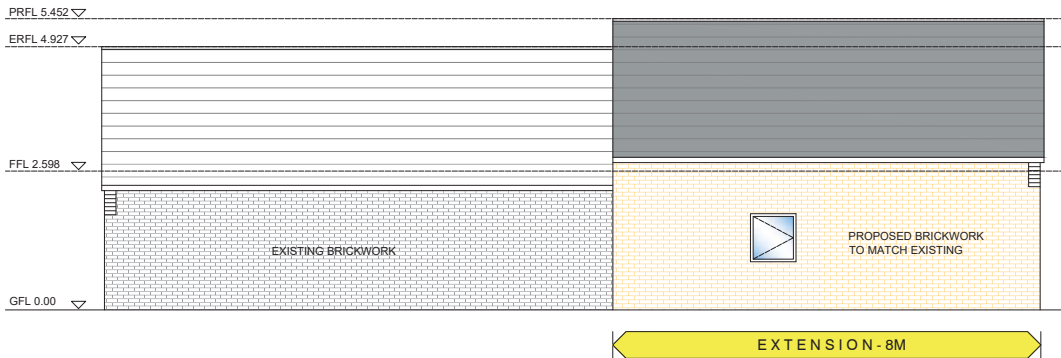 PRFL 5.452
ERFL 4.927
FFL 2.598
EXISTING BRICKWORK
PROPOSED BRICKWORK
TO MATCH EXISTING
GFL 0.00
EXTENSION - 8M